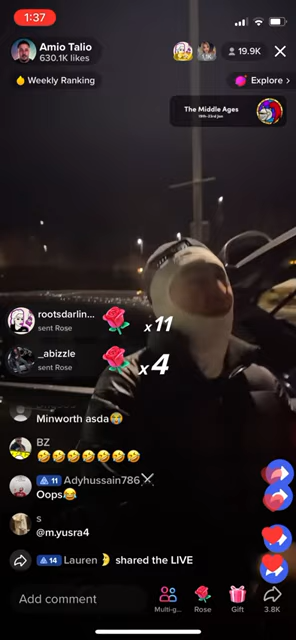 1:37
Amio Talio
630.1K likes
19.9K
Weekly Ranking
Explore >
The Middle Ages
rootsdarlin...
sent Rose
x11
_abizzle
sent Rose
x4
Minworth asda😭
BZ
🤣🤣🤣🤣🤣🤣🤣
11 Adyhussain786⚔
Oops😂
s
@m.yusra4
14 Lauren 🌛 shared the LIVE
Add comment
Multi-g...
Rose
Gift
3.8K